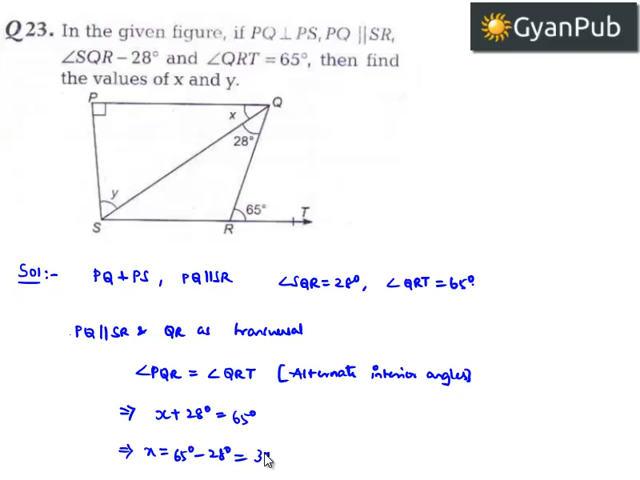 GyanPub
Q23. In the given figure, if PQ ⊥ PS, PQ || SR,
∠SQR – 28° and ∠QRT = 65°, then find
the values of x and y.
P
Q
x
28°
y
65°
T
S
R
Sol:- PQ ⊥ PS, PQ || SR ∠SQR = 28°, ∠QRT = 65°
PQ || SR & QR as transversal
∠PQR = ∠QRT [Alternate interior angles]
⇒ x + 28° = 65°
⇒ x = 65° – 28° = 3